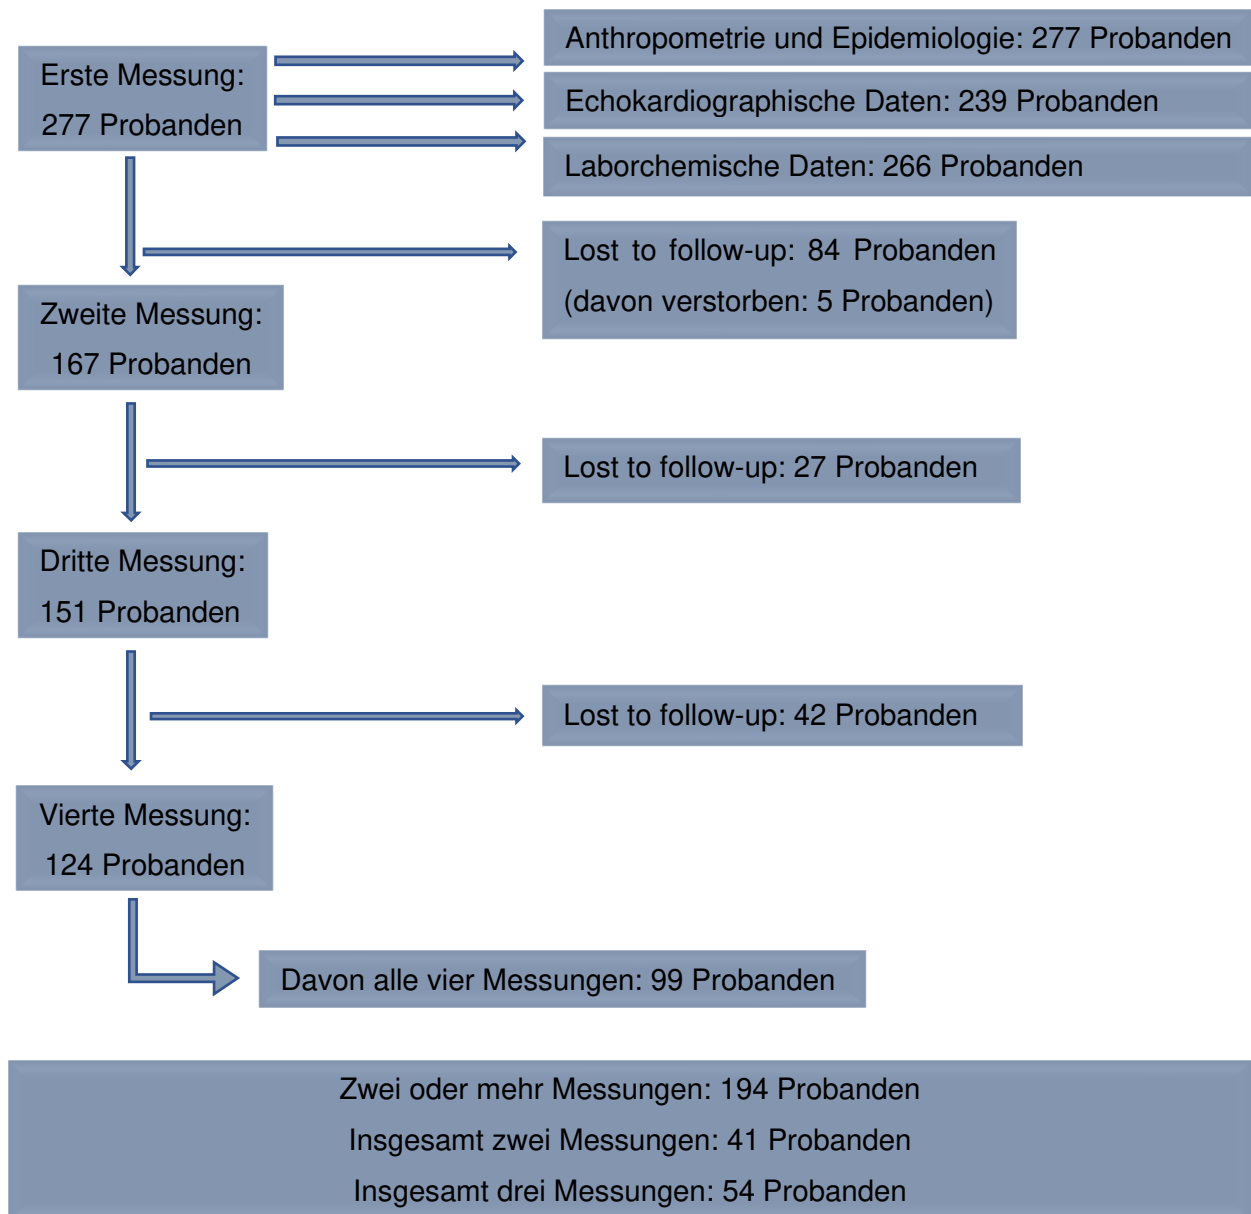 Erste Messung:
277 Probanden
Anthropometrie und Epidemiologie: 277 Probanden
Echokardiographische Daten: 239 Probanden
Laborchemische Daten: 266 Probanden
Lost to follow-up: 84 Probanden
(davon verstorben: 5 Probanden)
Zweite Messung:
167 Probanden
Lost to follow-up: 27 Probanden
Dritte Messung:
151 Probanden
Lost to follow-up: 42 Probanden
Vierte Messung:
124 Probanden
Davon alle vier Messungen: 99 Probanden
Zwei oder mehr Messungen: 194 Probanden
Insgesamt zwei Messungen: 41 Probanden
Insgesamt drei Messungen: 54 Probanden